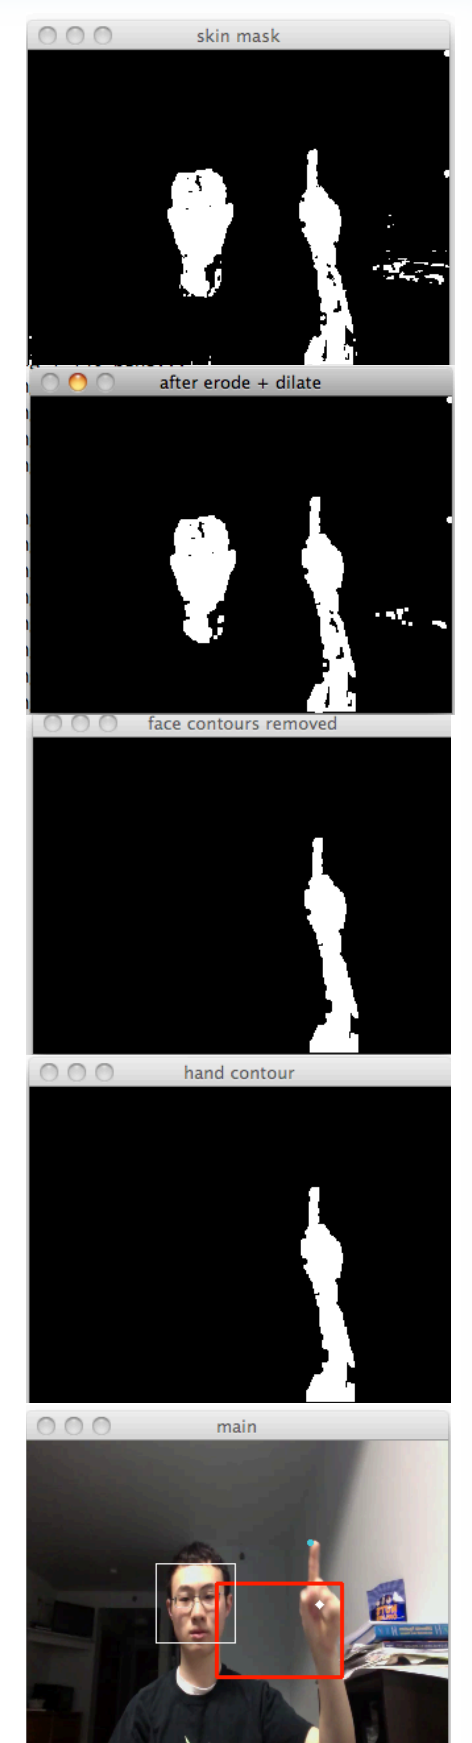 skin mask
after erode + dilate
face contours removed
hand contour
main